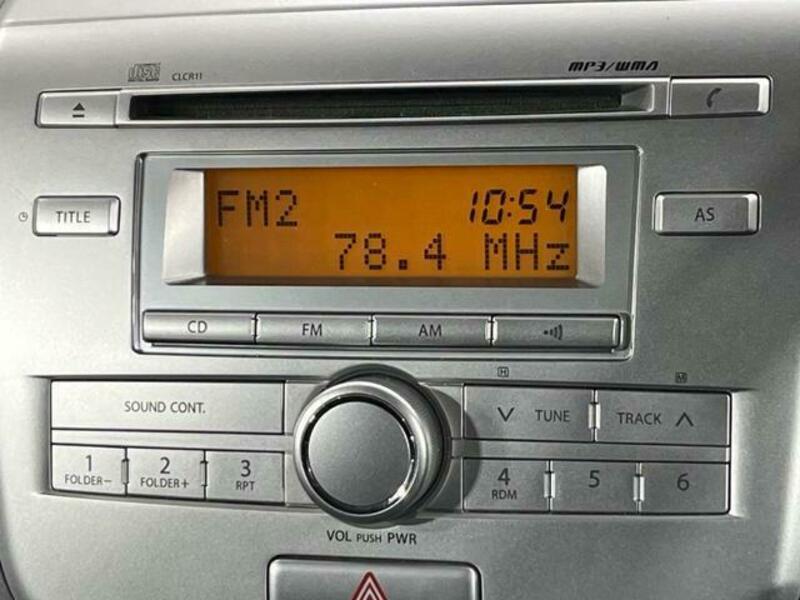 CLCR11
MP3/WMA
TITLE
FM2 10:54
78.4 MHz
AS
CD FM AM
H M
SOUND CONT. TUNE TRACK
1 2 3 4 5 6
FOLDER− FOLDER+ RPT RDM
VOL PUSH PWR